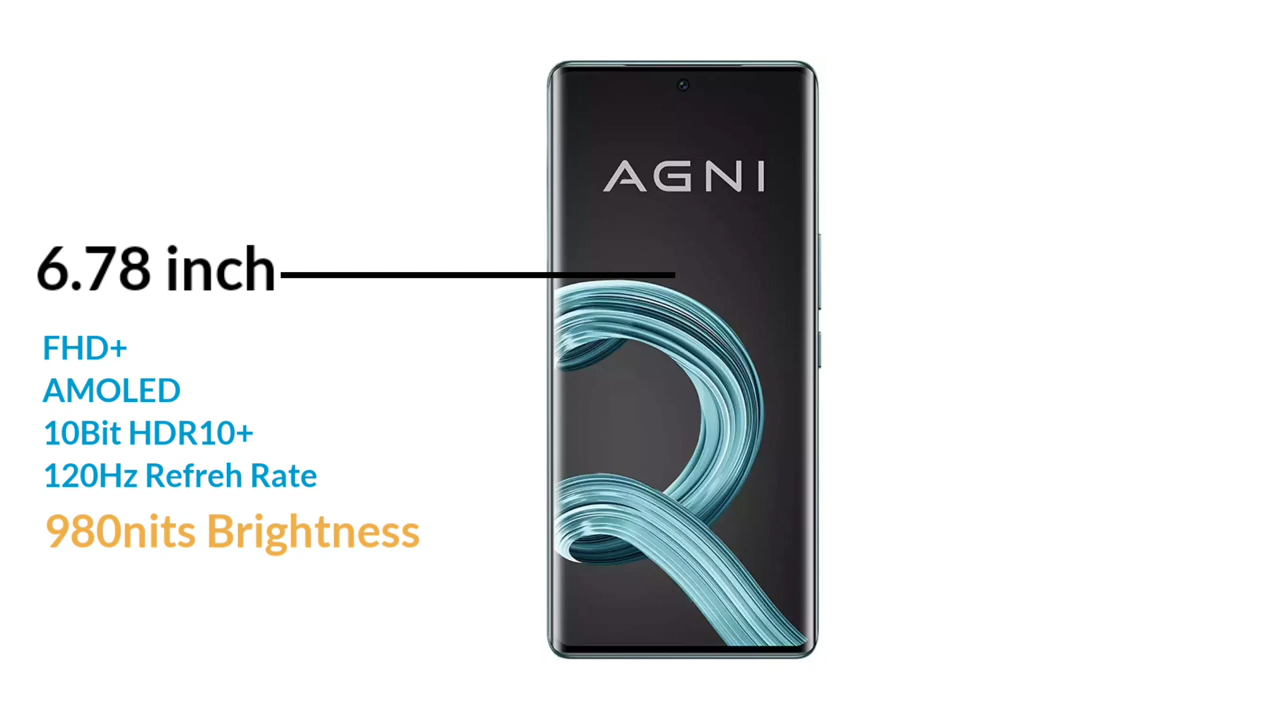 AGNI
6.78 inch
FHD+
AMOLED
10Bit HDR10+
120Hz Refreh Rate
980nits Brightness